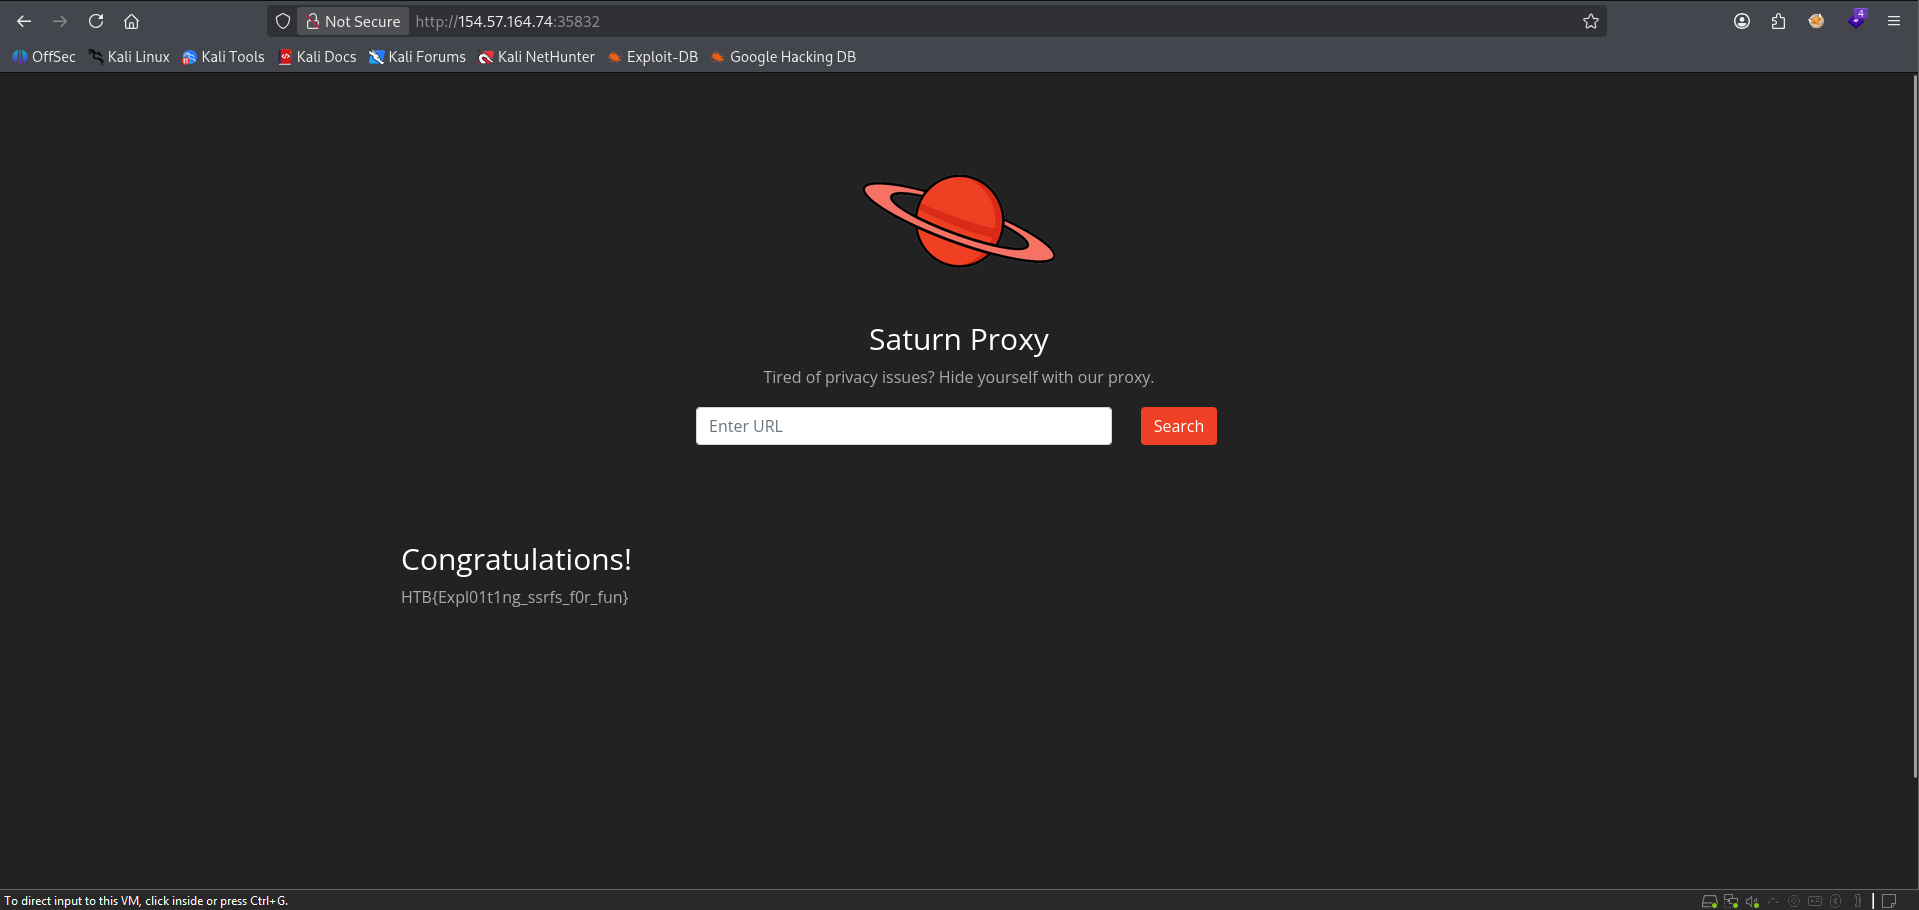 Not Secure http://154.57.164.74:35832 4
OffSec Kali Linux Kali Tools Kali Docs Kali Forums Kali NetHunter Exploit-DB Google Hacking DB
Saturn Proxy
Tired of privacy issues? Hide yourself with our proxy.
Enter URL Search
Congratulations!
HTB{Expl01t1ng_ssrfs_f0r_fun}
To direct input to this VM, click inside or press Ctrl+G.